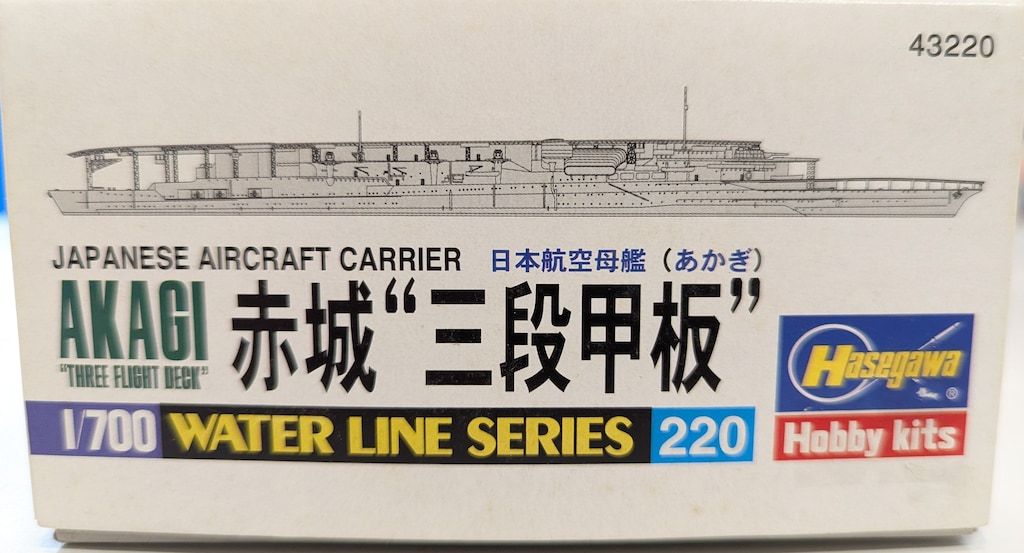 43220
JAPANESE AIRCRAFT CARRIER 日本航空母艦（あかぎ）
AKAGI 赤城“三段甲板”
"THREE FLIGHT DECK"
1/700 WATER LINE SERIES 220
Hasegawa ®
Hobby kits